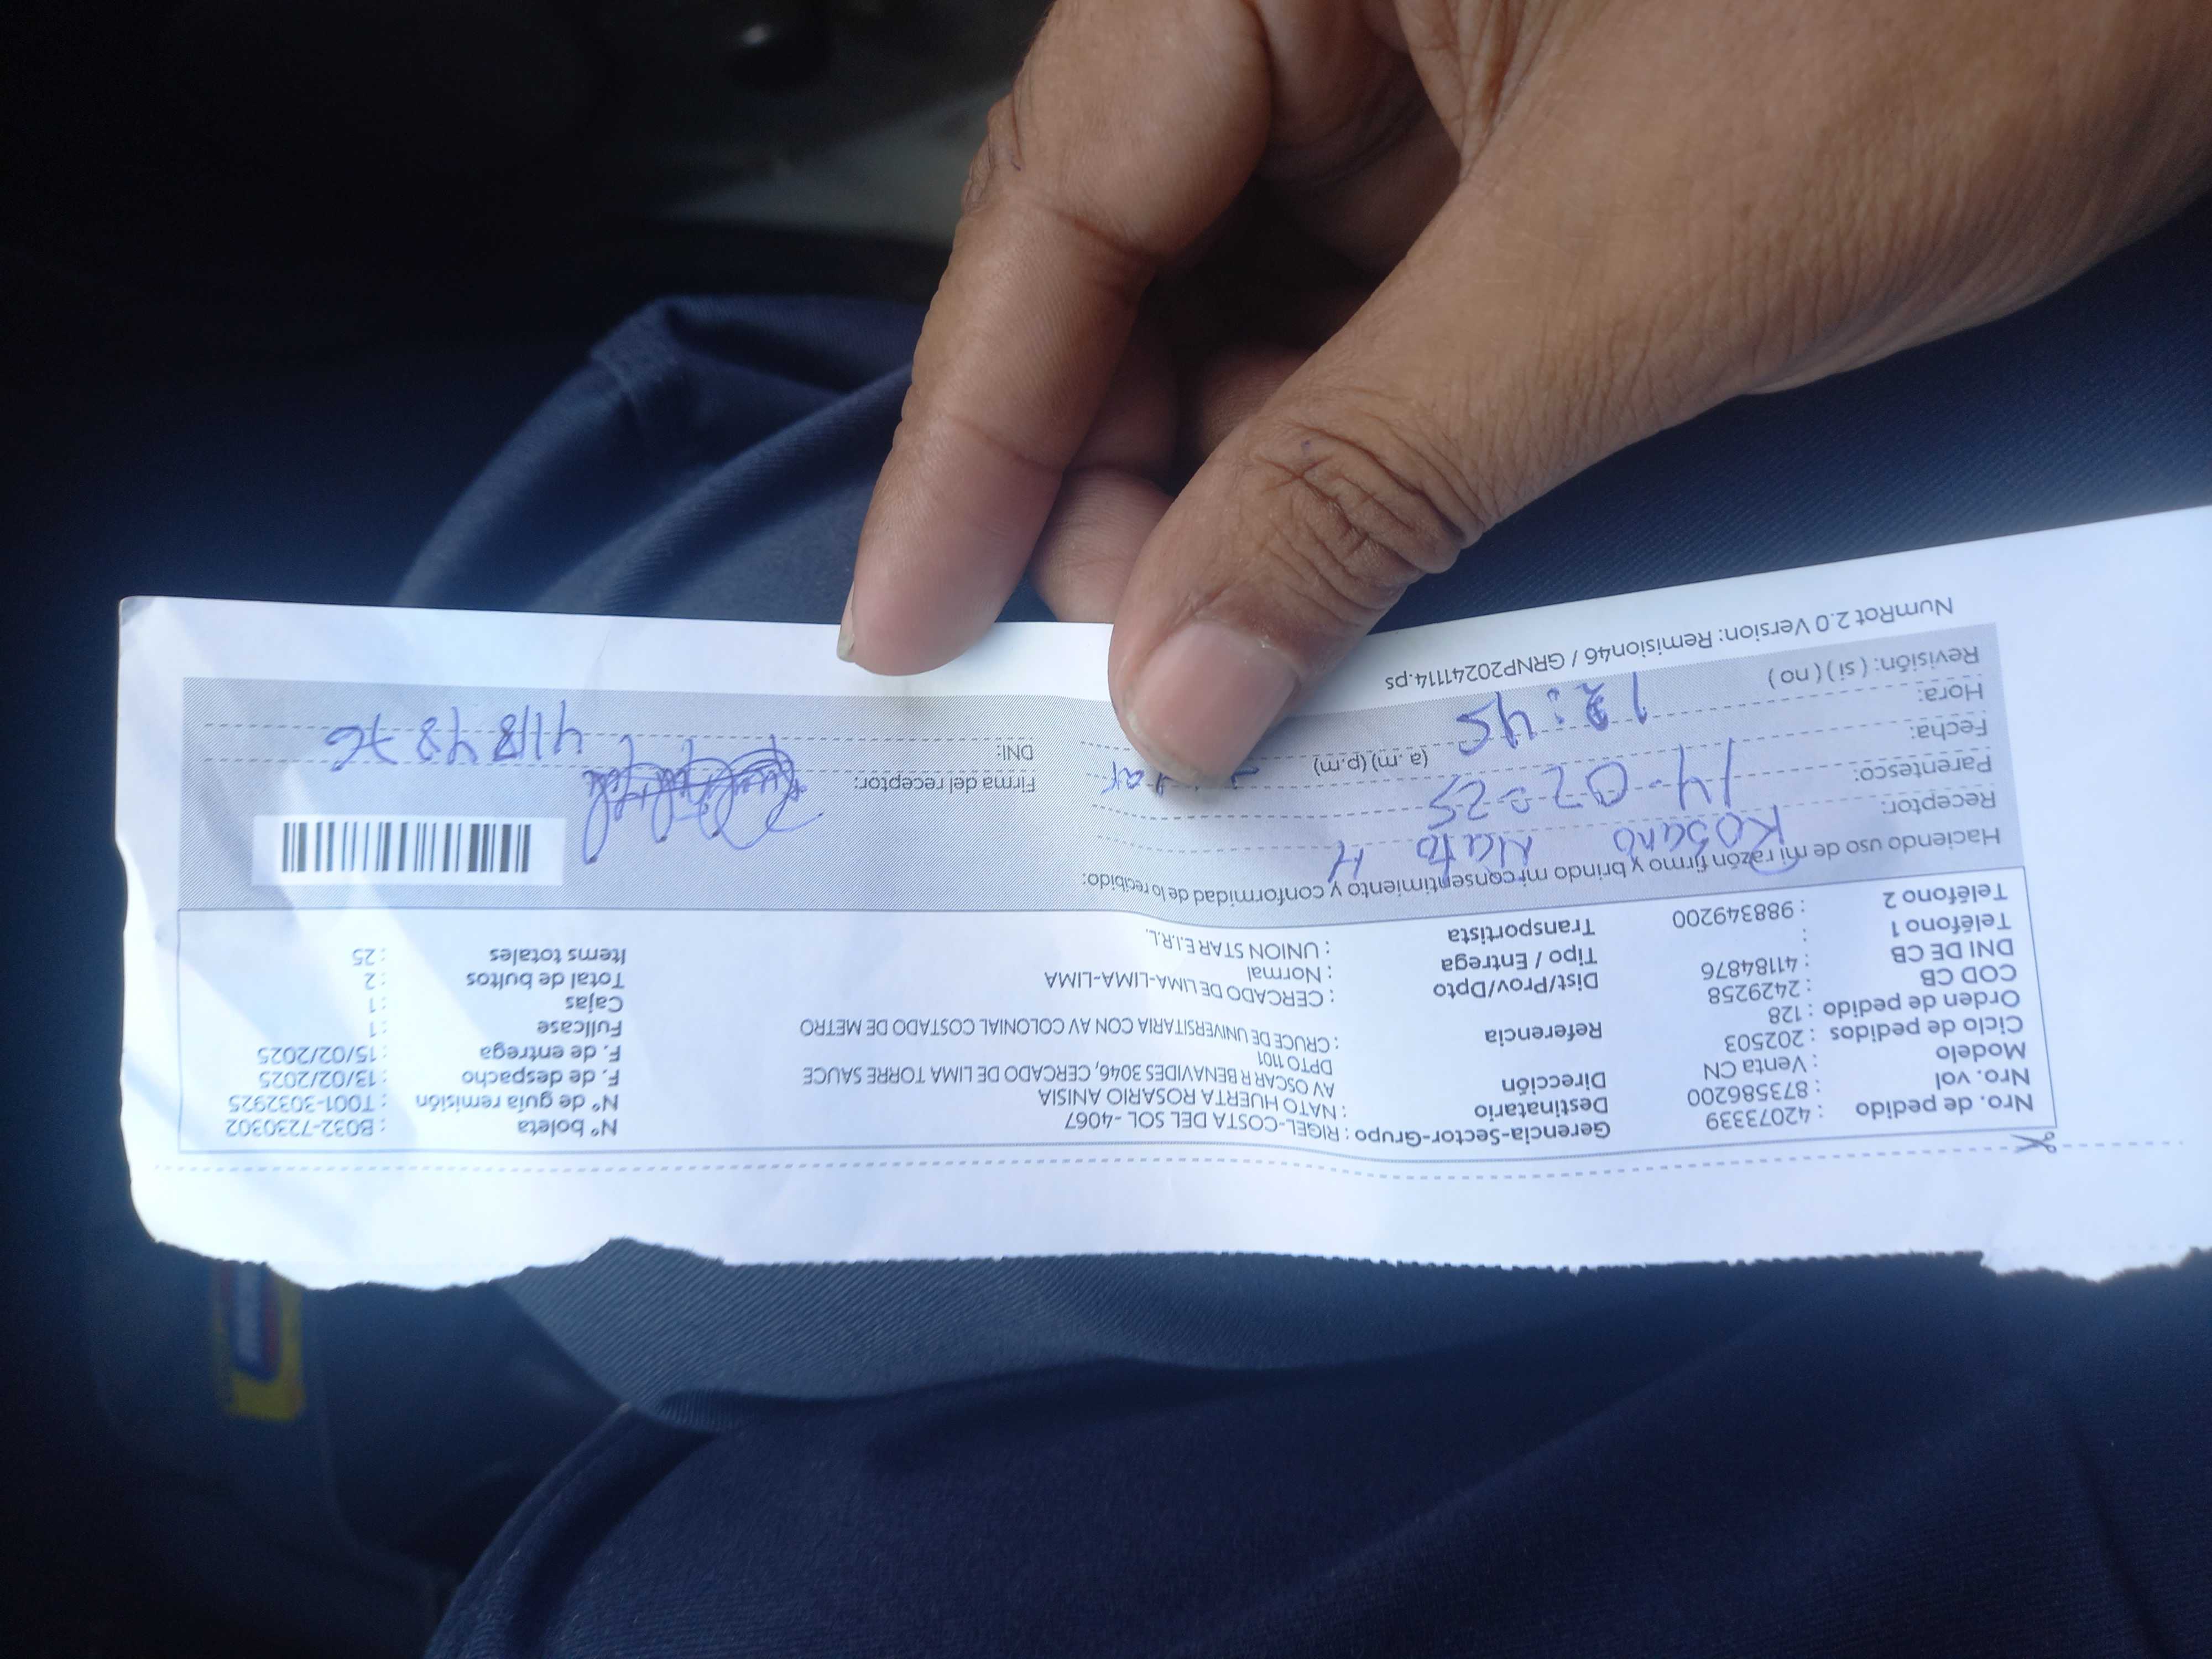 Nro. de pedido : 42073339
Nro. vol : 873586200
Modelo : Venta CN
Ciclo de pedidos : 202503
Orden de pedido : 128
COD CB : 2429258
DNI DE CB : 41184876
Teléfono 1 :
Teléfono 2 : 988349200
Gerencia-Sector-Grupo : RIGEL-COSTA DEL SOL -4067
Destinatario : NATO HUERTA ROSARIO ANISIA
Dirección AV OSCAR R BENAVIDES 3046, CERCADO DE LIMA TORRE SAUCE
DPTO 1101
Referencia : CRUCE DE UNIVERSITARIA CON AV COLONIAL COSTADO DE METRO
Dist/Prov/Dpto : CERCADO DE LIMA-LIMA-LIMA
Tipo / Entrega : Normal
Transportista : UNION STAR E.I.R.L.
N° boleta : B032-7230302
N° de guía remisión : T001-3032925
F. de despacho : 13/02/2025
F. de entrega : 15/02/2025
Fullcase : 1
Cajas : 1
Total de bultos : 2
Items totales : 25
Haciendo uso de mi razón firmo y brindo mi consentimiento y conformidad de lo recibido:
Receptor: Rosario Nato H
Parentesco:
Fecha: 14-02-25
Hora: 12:45 (a. m) (p.m)
Revisión: ( si ) ( no )
Firma del receptor:
DNI: 41184876
NumRot 2.0 Version: Remision46 / GRNP20241114.ps